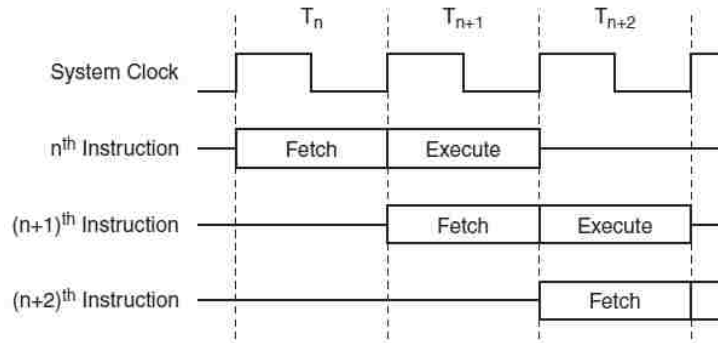 Tn Tn+1 Tn+2
System Clock
nth Instruction Fetch Execute
(n+1)th Instruction Fetch Execute
(n+2)th Instruction Fetch